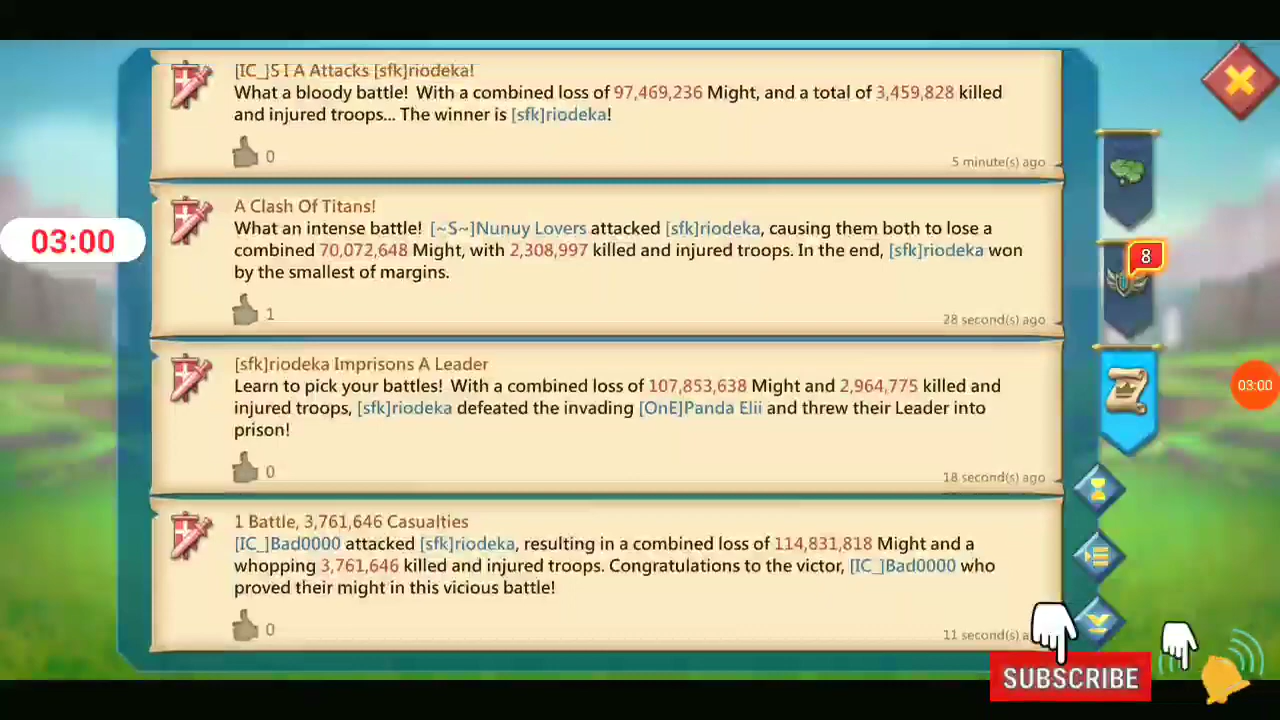 [IC_]S I A Attacks [sfk]riodeka!
What a bloody battle! With a combined loss of 97,469,236 Might, and a total of 3,459,828 killed
and injured troops... The winner is [sfk]riodeka!
0
5 minute(s) ago
A Clash Of Titans!
What an intense battle! [~S~]Nunuy Lovers attacked [sfk]riodeka, causing them both to lose a
combined 70,072,648 Might, with 2,308,997 killed and injured troops. In the end, [sfk]riodeka won
by the smallest of margins.
1
28 second(s) ago
[sfk]riodeka Imprisons A Leader
Learn to pick your battles! With a combined loss of 107,853,638 Might and 2,964,775 killed and
injured troops, [sfk]riodeka defeated the invading [OnE]Panda Elii and threw their Leader into
prison!
0
18 second(s) ago
1 Battle, 3,761,646 Casualties
[IC_]Bad0000 attacked [sfk]riodeka, resulting in a combined loss of 114,831,818 Might and a
whopping 3,761,646 killed and injured troops. Congratulations to the victor, [IC_]Bad0000 who
proved their might in this vicious battle!
0
11 second(s) a
03:00
8
03:00
SUBSCRIBE